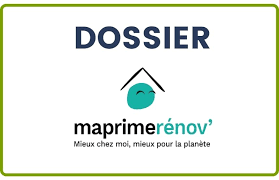 DOSSIER
maprimerénov'
Mieux chez moi, mieux pour la planète